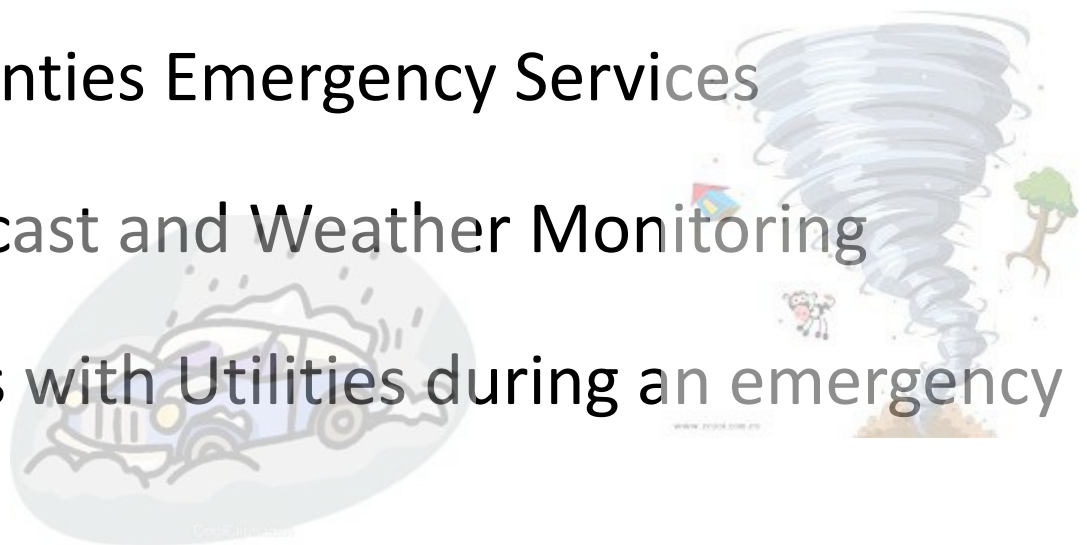 nties Emergency Services
cast and Weather Monitoring
s with Utilities during an emergency